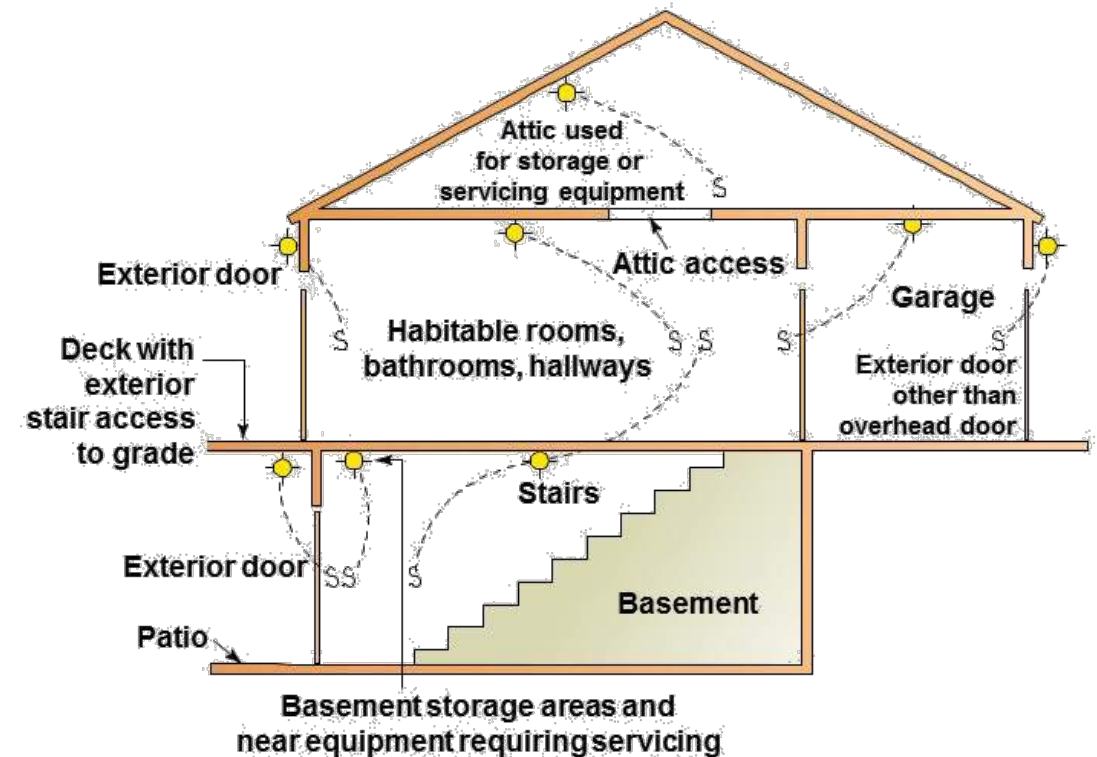 Attic used
for storage or
servicing equipment
S
Exterior door
Attic access
Garage
S
Habitable rooms,
bathrooms, hallways
S S
S
S
Deck with
exterior
stair access
to grade
Exterior door
other than
overhead door
Stairs
Exterior door
SS
S
Basement
Patio
Basement storage areas and
near equipment requiring servicing